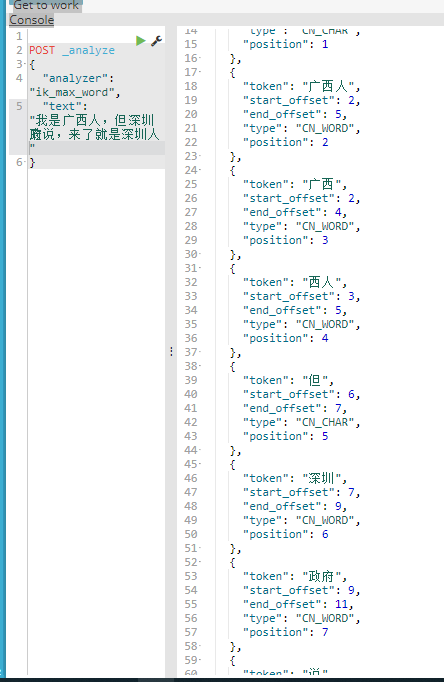 Get to work
Console
1
2 POST _analyze
3 {
4 "analyzer":
"ik_max_word",
5 "text":
"我是广西人，但深圳
说，来了就是深圳人
"
6 }
14 "type": "CN_CHAR",
15 "position": 1
16 },
17 {
18 "token": "广西人",
19 "start_offset": 2,
20 "end_offset": 5,
21 "type": "CN_WORD",
22 "position": 2
23 },
24 {
25 "token": "广西",
26 "start_offset": 2,
27 "end_offset": 4,
28 "type": "CN_WORD",
29 "position": 3
30 },
31 {
32 "token": "西人",
33 "start_offset": 3,
34 "end_offset": 5,
35 "type": "CN_WORD",
36 "position": 4
37 },
38 {
39 "token": "但",
40 "start_offset": 6,
41 "end_offset": 7,
42 "type": "CN_CHAR",
43 "position": 5
44 },
45 {
46 "token": "深圳",
47 "start_offset": 7,
48 "end_offset": 9,
49 "type": "CN_WORD",
50 "position": 6
51 },
52 {
53 "token": "政府",
54 "start_offset": 9,
55 "end_offset": 11,
56 "type": "CN_WORD",
57 "position": 7
58 },
59 {
60 "token": "说"